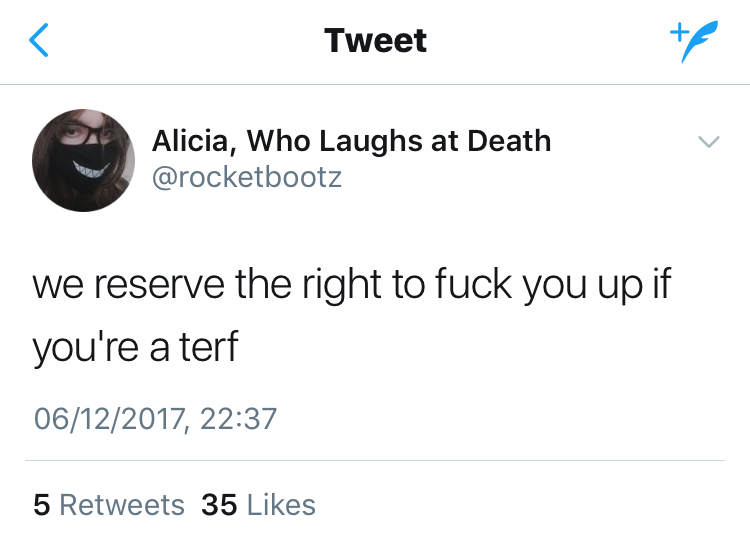 Tweet
Alicia, Who Laughs at Death
@rocketbootz
we reserve the right to fuck you up if
you're a terf
06/12/2017, 22:37
5 Retweets 35 Likes